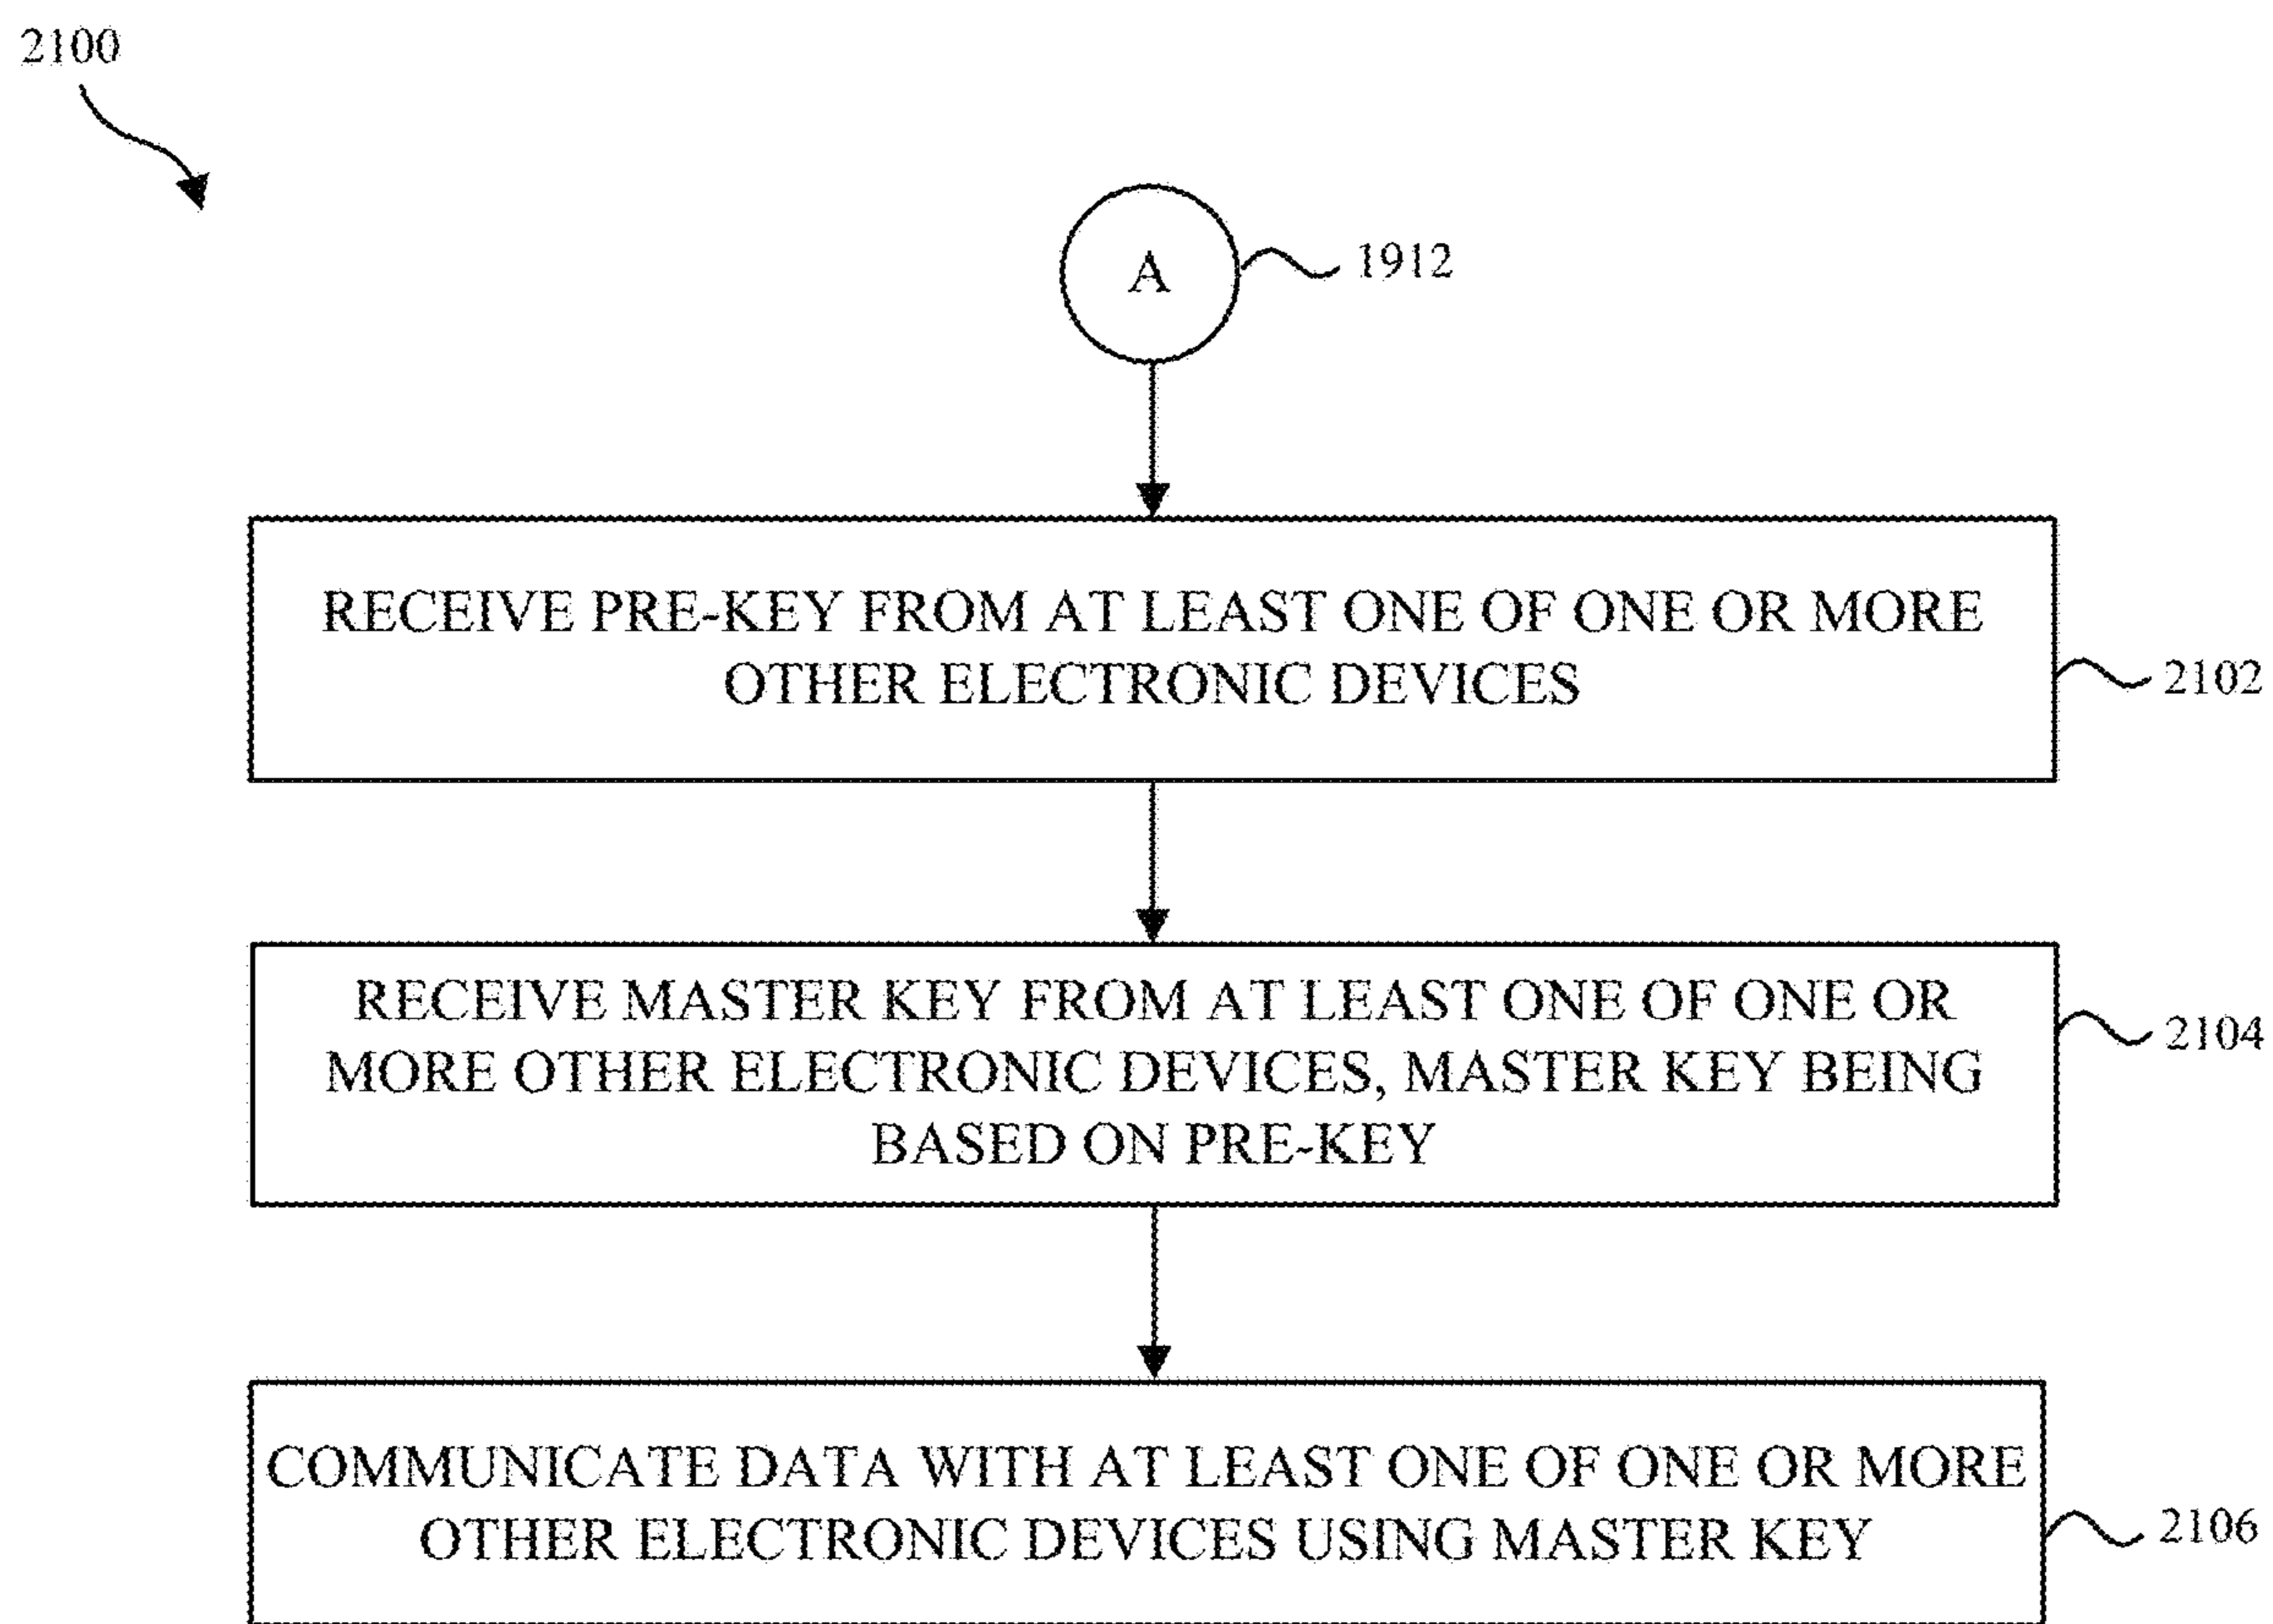 2100
A
1912
RECEIVE PRE-KEY FROM AT LEAST ONE OF ONE OR MORE
OTHER ELECTRONIC DEVICES
2102
RECEIVE MASTER KEY FROM AT LEAST ONE OF ONE OR
MORE OTHER ELECTRONIC DEVICES, MASTER KEY BEING
BASED ON PRE-KEY
2104
COMMUNICATE DATA WITH AT LEAST ONE OF ONE OR MORE
OTHER ELECTRONIC DEVICES USING MASTER KEY
2106